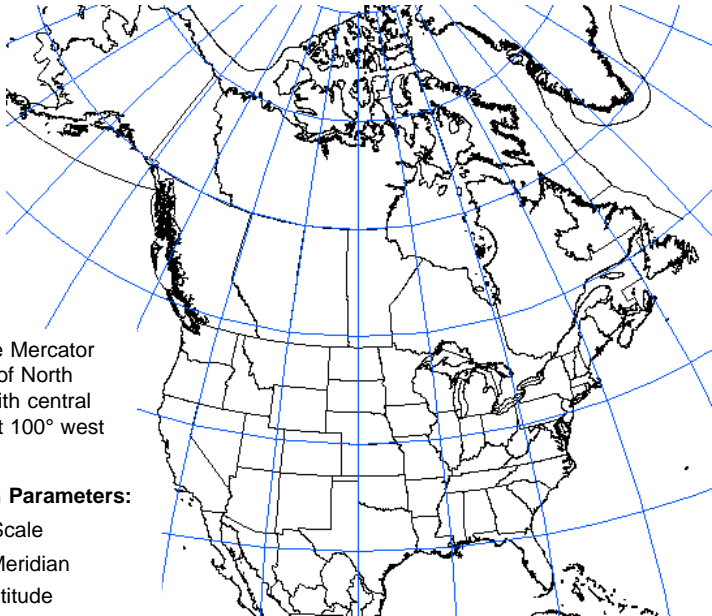 e Mercator
of North
ith central
t 100° west
n Parameters:
Scale
Meridian
titude